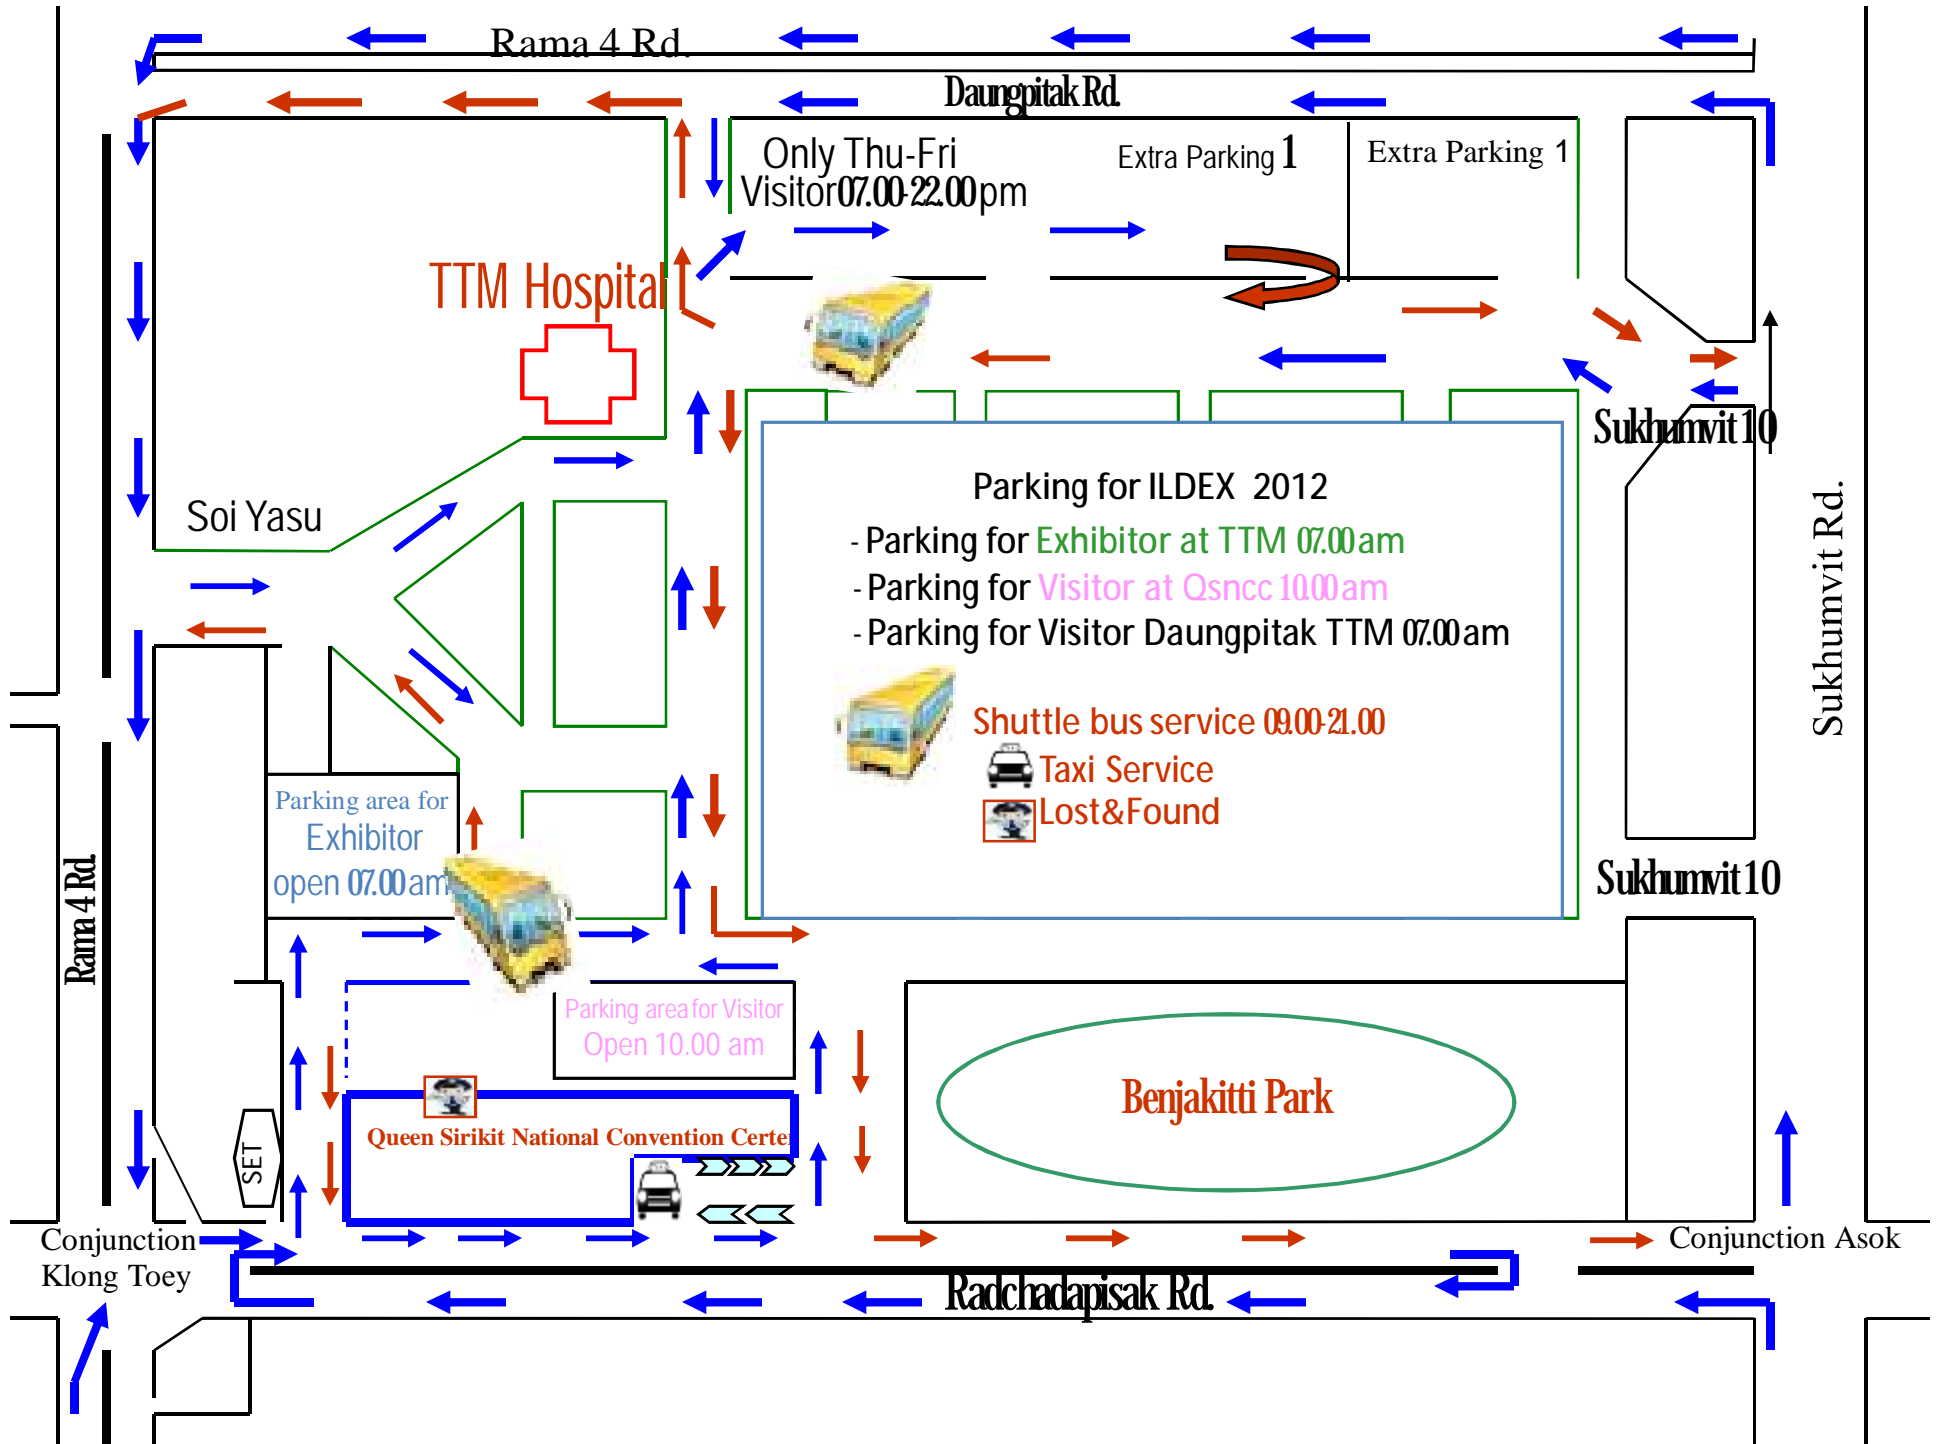 Rama 4 Rd.
Daungpitak Rd.
Only Thu-Fri
Visitor 07.00-22.00 pm
Extra Parking 1
Extra Parking 1
TTM Hospital
Sukhumvit 10
Soi Yasu
Parking for ILDEX 2012
- Parking for Exhibitor at TTM 07.00 am
- Parking for Visitor at Qsncc 10.00 am
- Parking for Visitor Daungpitak TTM 07.00 am
Sukhumvit Rd.
Shuttle bus service 09.00-21.00
Taxi Service
Lost&Found
Parking area for
Exhibitor
open 07.00 am
Rama 4 Rd.
Sukhumvit 10
Parking area for Visitor
Open 10.00 am
Benjakitti Park
Queen Sirikit National Convention Certer
SET
Conjunction
Klong Toey
Conjunction Asok
Radchadapisak Rd.